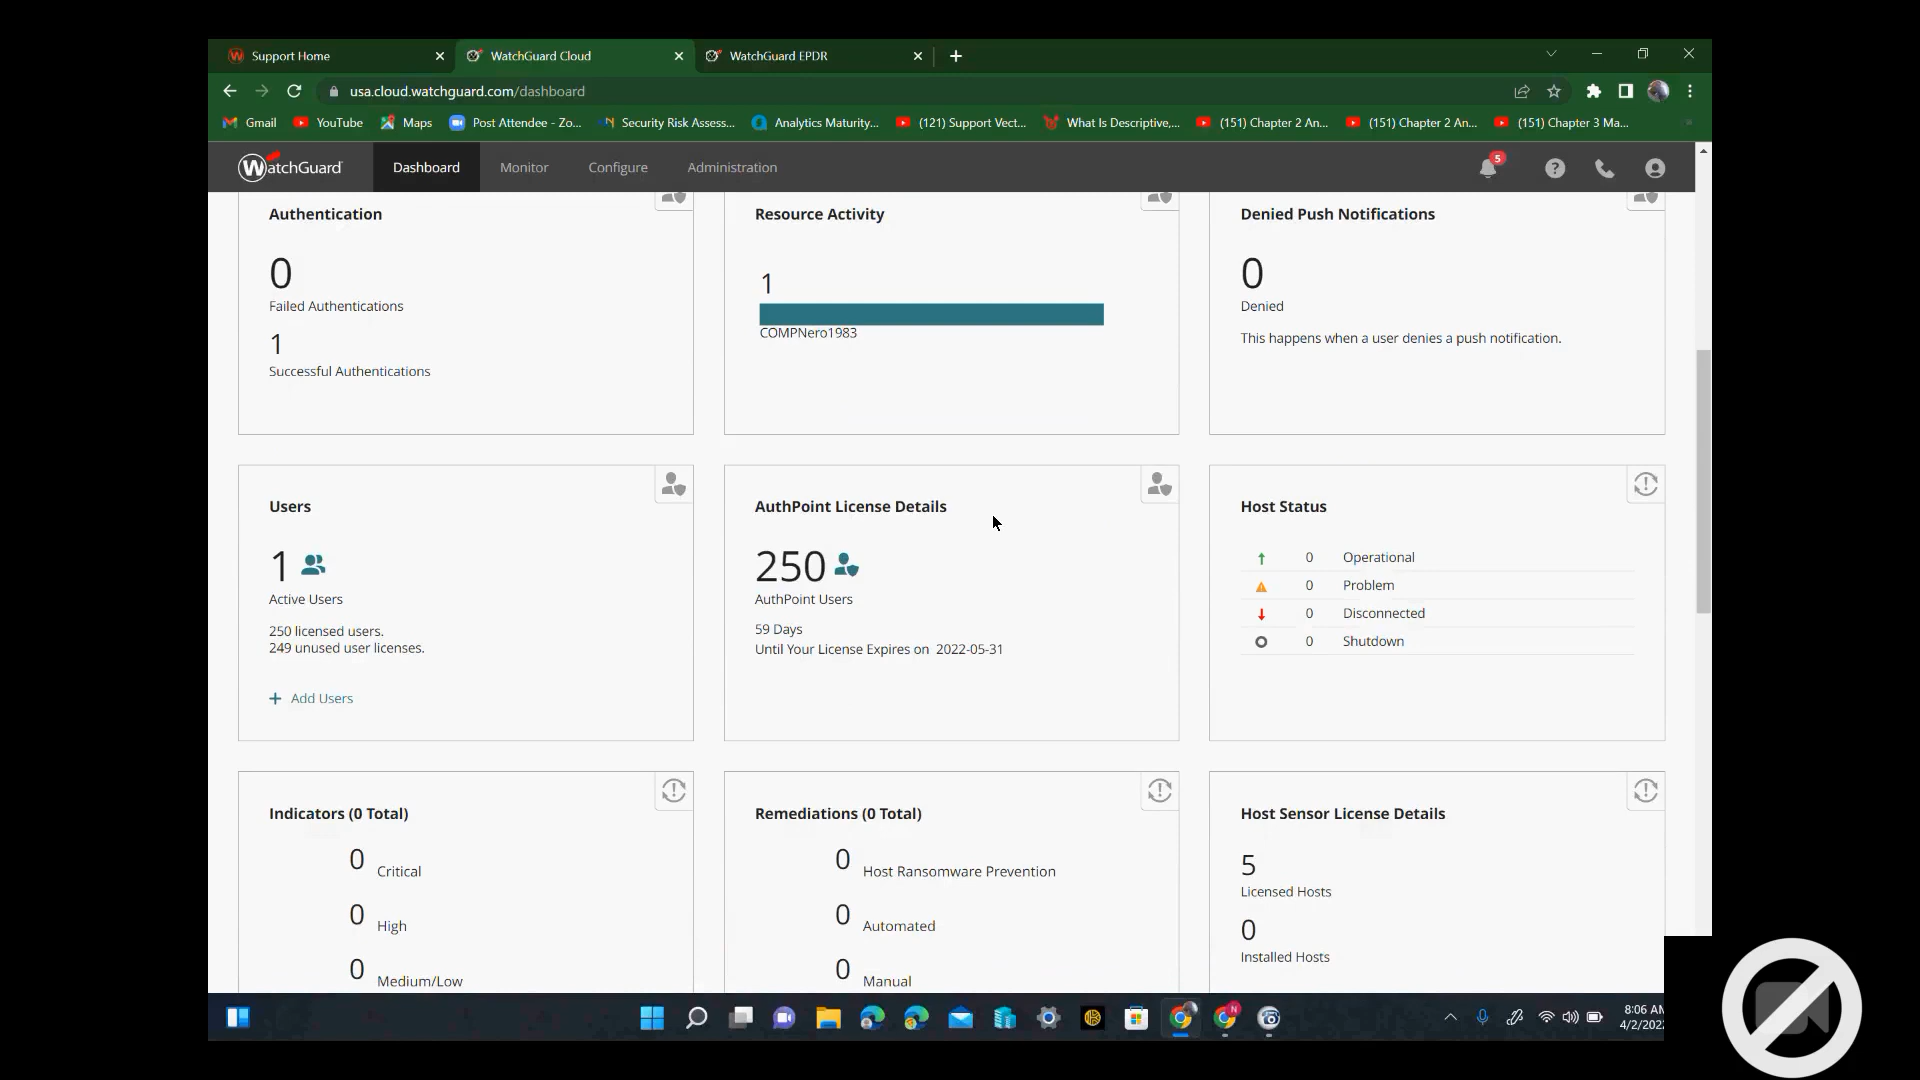 Support Home
WatchGuard Cloud
WatchGuard EPDR
usa.cloud.watchguard.com/dashboard
Gmail
YouTube
Maps
Post Attendee - Zo...
Security Risk Assess...
Analytics Maturity...
(121) Support Vect...
What Is Descriptive,...
(151) Chapter 2 An...
(151) Chapter 2 An...
(151) Chapter 3 Ma...
WatchGuard
Dashboard
Monitor
Configure
Administration
5
Authentication
0
Failed Authentications
1
Successful Authentications
Resource Activity
1
COMPNero1983
Denied Push Notifications
0
Denied
This happens when a user denies a push notification.
Users
1
Active Users
250 licensed users.
249 unused user licenses.
+ Add Users
AuthPoint License Details
250
AuthPoint Users
59 Days
Until Your License Expires on 2022-05-31
Host Status
0 Operational
0 Problem
0 Disconnected
0 Shutdown
Indicators (0 Total)
0 Critical
0 High
0 Medium/Low
Remediations (0 Total)
0 Host Ransomware Prevention
0 Automated
0 Manual
Host Sensor License Details
5
Licensed Hosts
0
Installed Hosts
8:06 AM
4/2/202